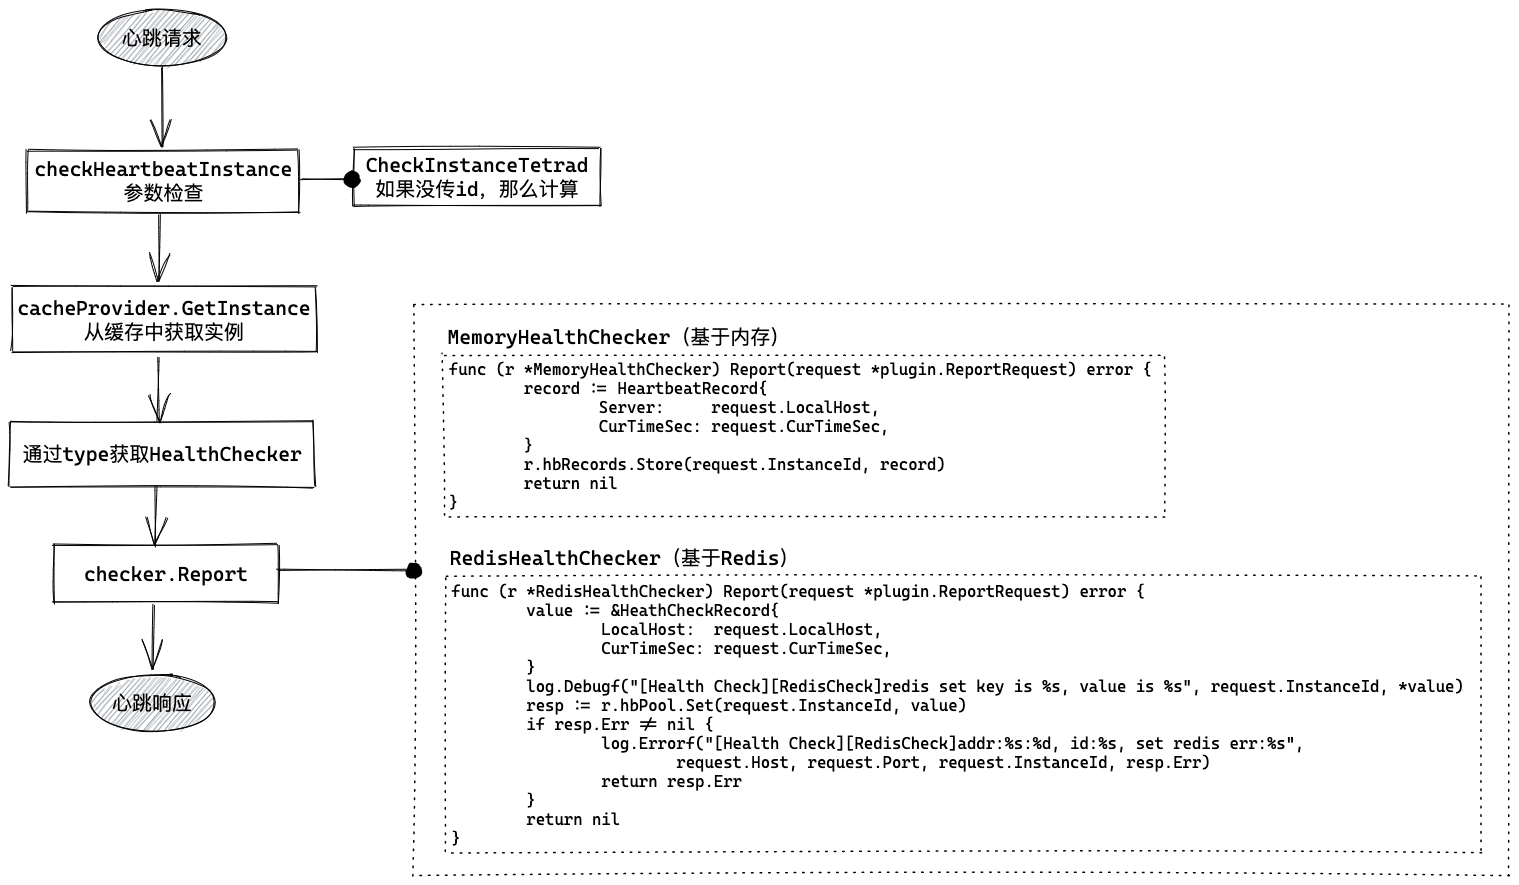 心跳请求
checkHeartbeatInstance
参数检查
CheckInstanceTetrad
如果没传id，那么计算
cacheProvider.GetInstance
从缓存中获取实例
通过type获取HealthChecker
checker.Report
心跳响应
MemoryHealthChecker（基于内存）
func (r *MemoryHealthChecker) Report(request *plugin.ReportRequest) error {
        record := HeartbeatRecord{
                Server:     request.LocalHost,
                CurTimeSec: request.CurTimeSec,
        }
        r.hbRecords.Store(request.InstanceId, record)
        return nil
}
RedisHealthChecker（基于Redis）
func (r *RedisHealthChecker) Report(request *plugin.ReportRequest) error {
        value := &HeathCheckRecord{
                LocalHost:  request.LocalHost,
                CurTimeSec: request.CurTimeSec,
        }
        log.Debugf("[Health Check][RedisCheck]redis set key is %s, value is %s", request.InstanceId, *value)
        resp := r.hbPool.Set(request.InstanceId, value)
        if resp.Err != nil {
                log.Errorf("[Health Check][RedisCheck]addr:%s:%d, id:%s, set redis err:%s",
                        request.Host, request.Port, request.InstanceId, resp.Err)
                return resp.Err
        }
        return nil
}